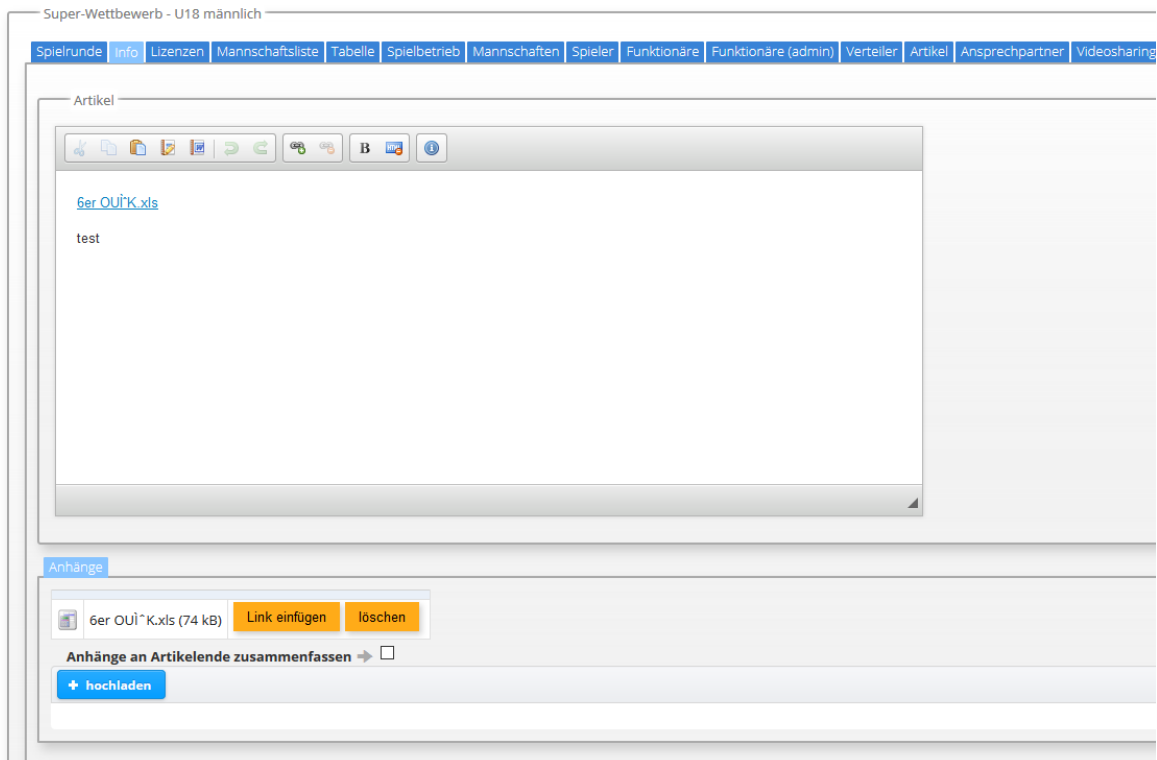 Super-Wettbewerb - U18 männlich
Spielrunde Info Lizenzen Mannschaftsliste Tabelle Spielbetrieb Mannschaften Spieler Funktionäre Funktionäre (admin) Verteiler Artikel Ansprechpartner Videosharing
Artikel
B
6er OUÌˆK.xls
test
Anhänge
6er OUÌˆK.xls (74 kB) Link einfügen löschen
Anhänge an Artikelende zusammenfassen
+ hochladen